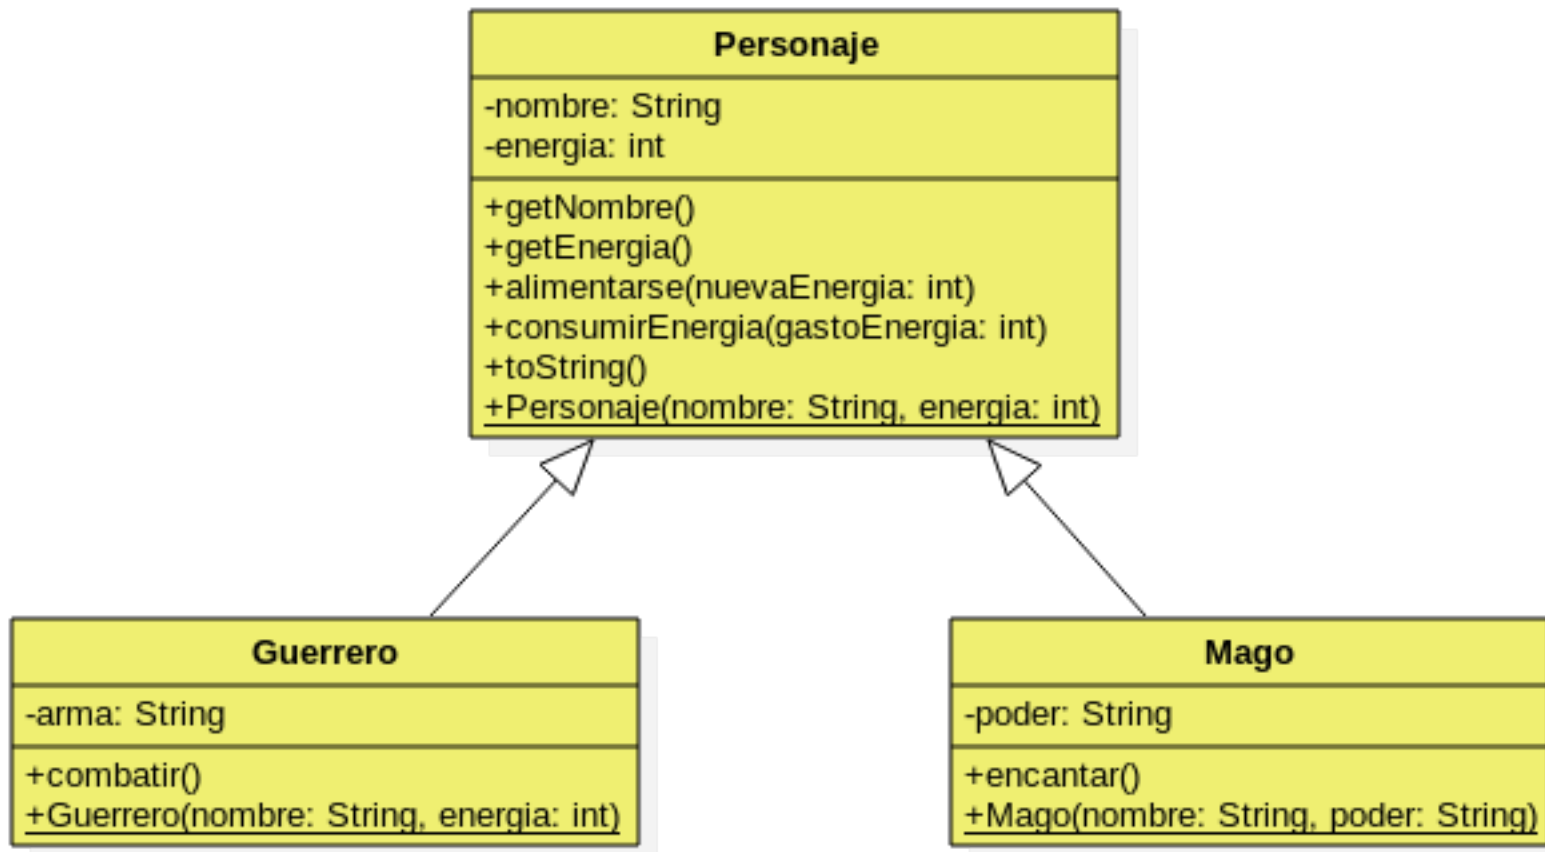 Personaje
-nombre: String
-energia: int
+getNombre()
+getEnergia()
+alimentarse(nuevaEnergia: int)
+consumirEnergia(gastoEnergia: int)
+toString()
+Personaje(nombre: String, energia: int)
Guerrero
-arma: String
+combatir()
+Guerrero(nombre: String, energia: int)
Mago
-poder: String
+encantar()
+Mago(nombre: String, poder: String)